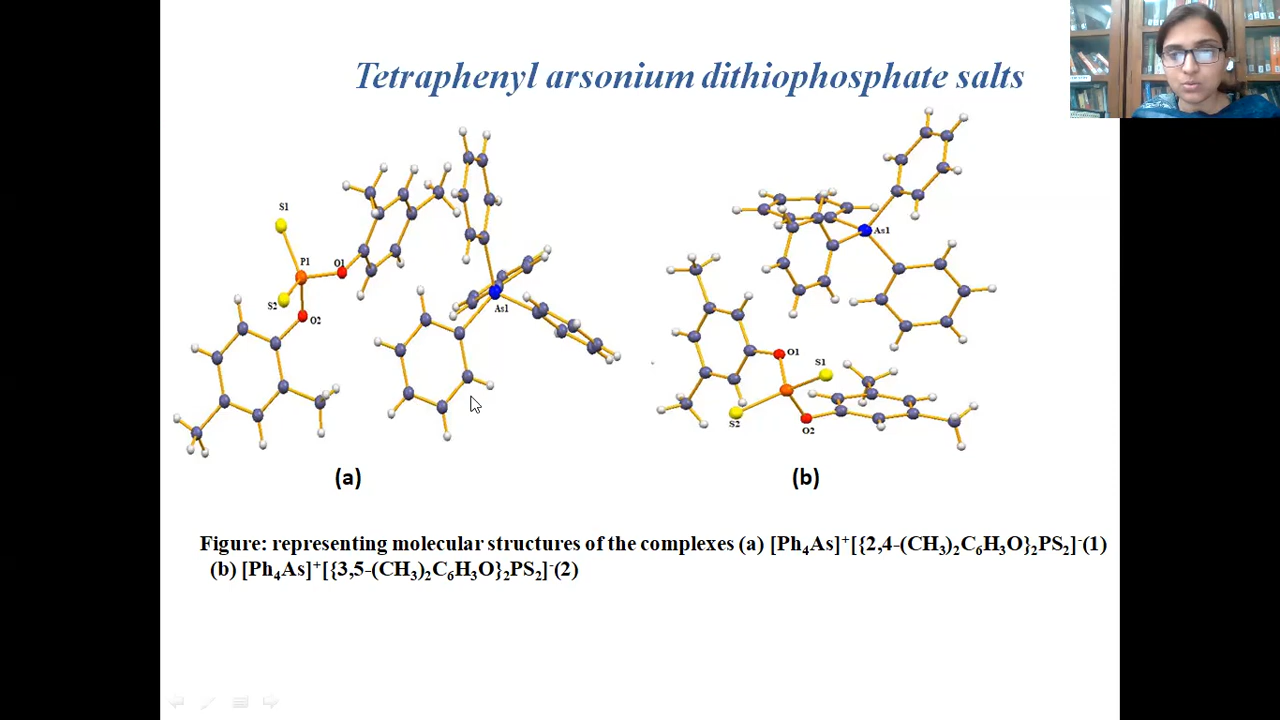 Tetraphenyl arsonium dithiophosphate salts
S1
P1
O1
S2
O2
As1
As1
O1
S1
S2
O2
(a)
(b)
Figure: representing molecular structures of the complexes (a) [Ph4As]+[{2,4-(CH3)2C6H3O}2PS2]-(1)
(b) [Ph4As]+[{3,5-(CH3)2C6H3O}2PS2]-(2)